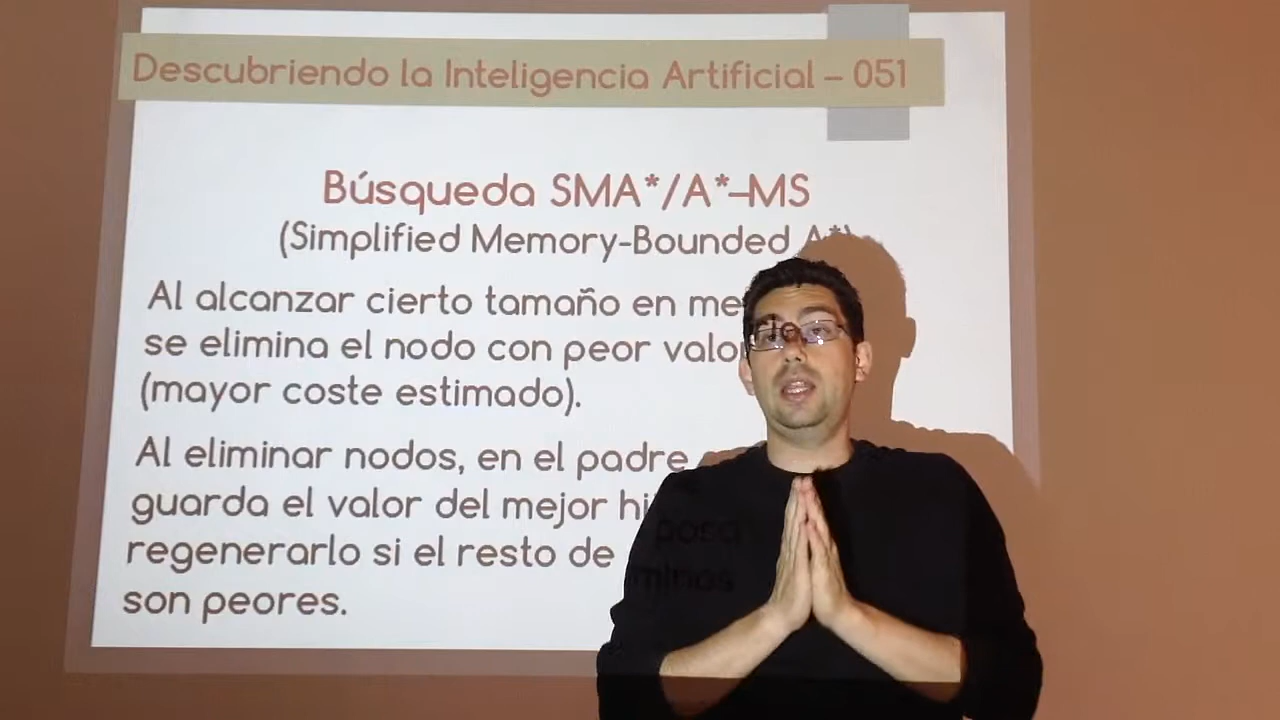 Descubriendo la Inteligencia Artificial – 051
Búsqueda SMA*/A*–MS
(Simplified Memory-Bounded A*)
Al alcanzar cierto tamaño en
se elimina el nodo con peor valor
(mayor coste estimado).
Al eliminar nodos, en el padre
guarda el valor del mejor
regenerarlo si el resto de
son peores.